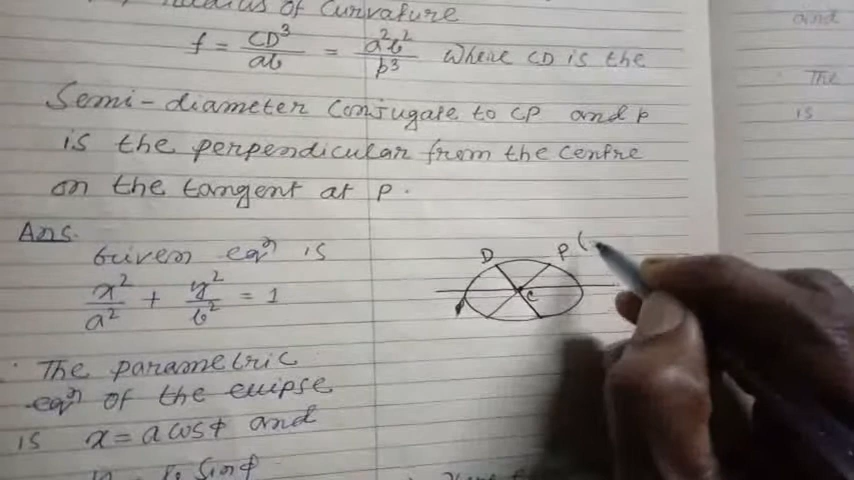 Radius of Curvature
f = CD³/ab = a²b²/p³ where CD is the
Semi-diameter Conjugate to CP and p
is the perpendicular from the centre
on the tangent at P.
Ans.
Given eqⁿ is
x²/a² + y²/b² = 1
D
P (
C
The parametric
eqⁿ of the ellipse
is x = a cosϕ and
Sinϕ
and
The
is